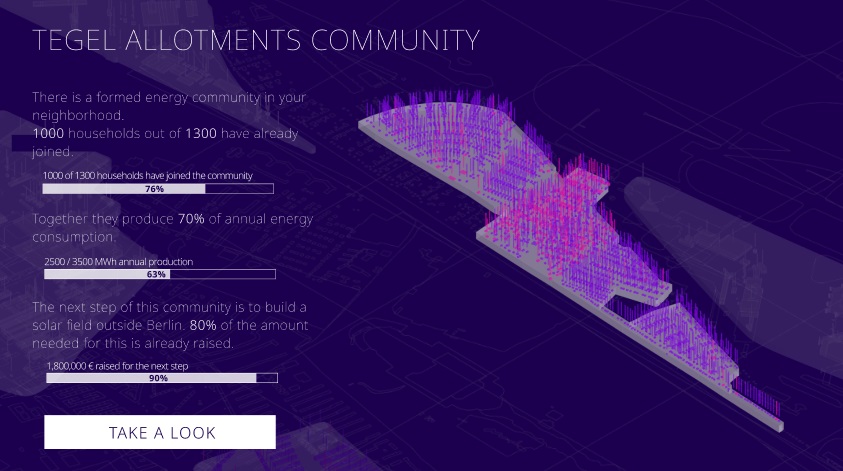 TEGEL ALLOTMENTS COMMUNITY
There is a formed energy community in your
neighborhood.
1000 households out of 1300 have already
joined.
1000 of 1300 households have joined the community
76%
Together they produce 70% of annual energy
consumption.
2500 / 3500 MWh annual production
63%
The next step of this community is to build a
solar field outside Berlin. 80% of the amount
needed for this is already raised.
1,800,000 € raised for the next step
90%
TAKE A LOOK